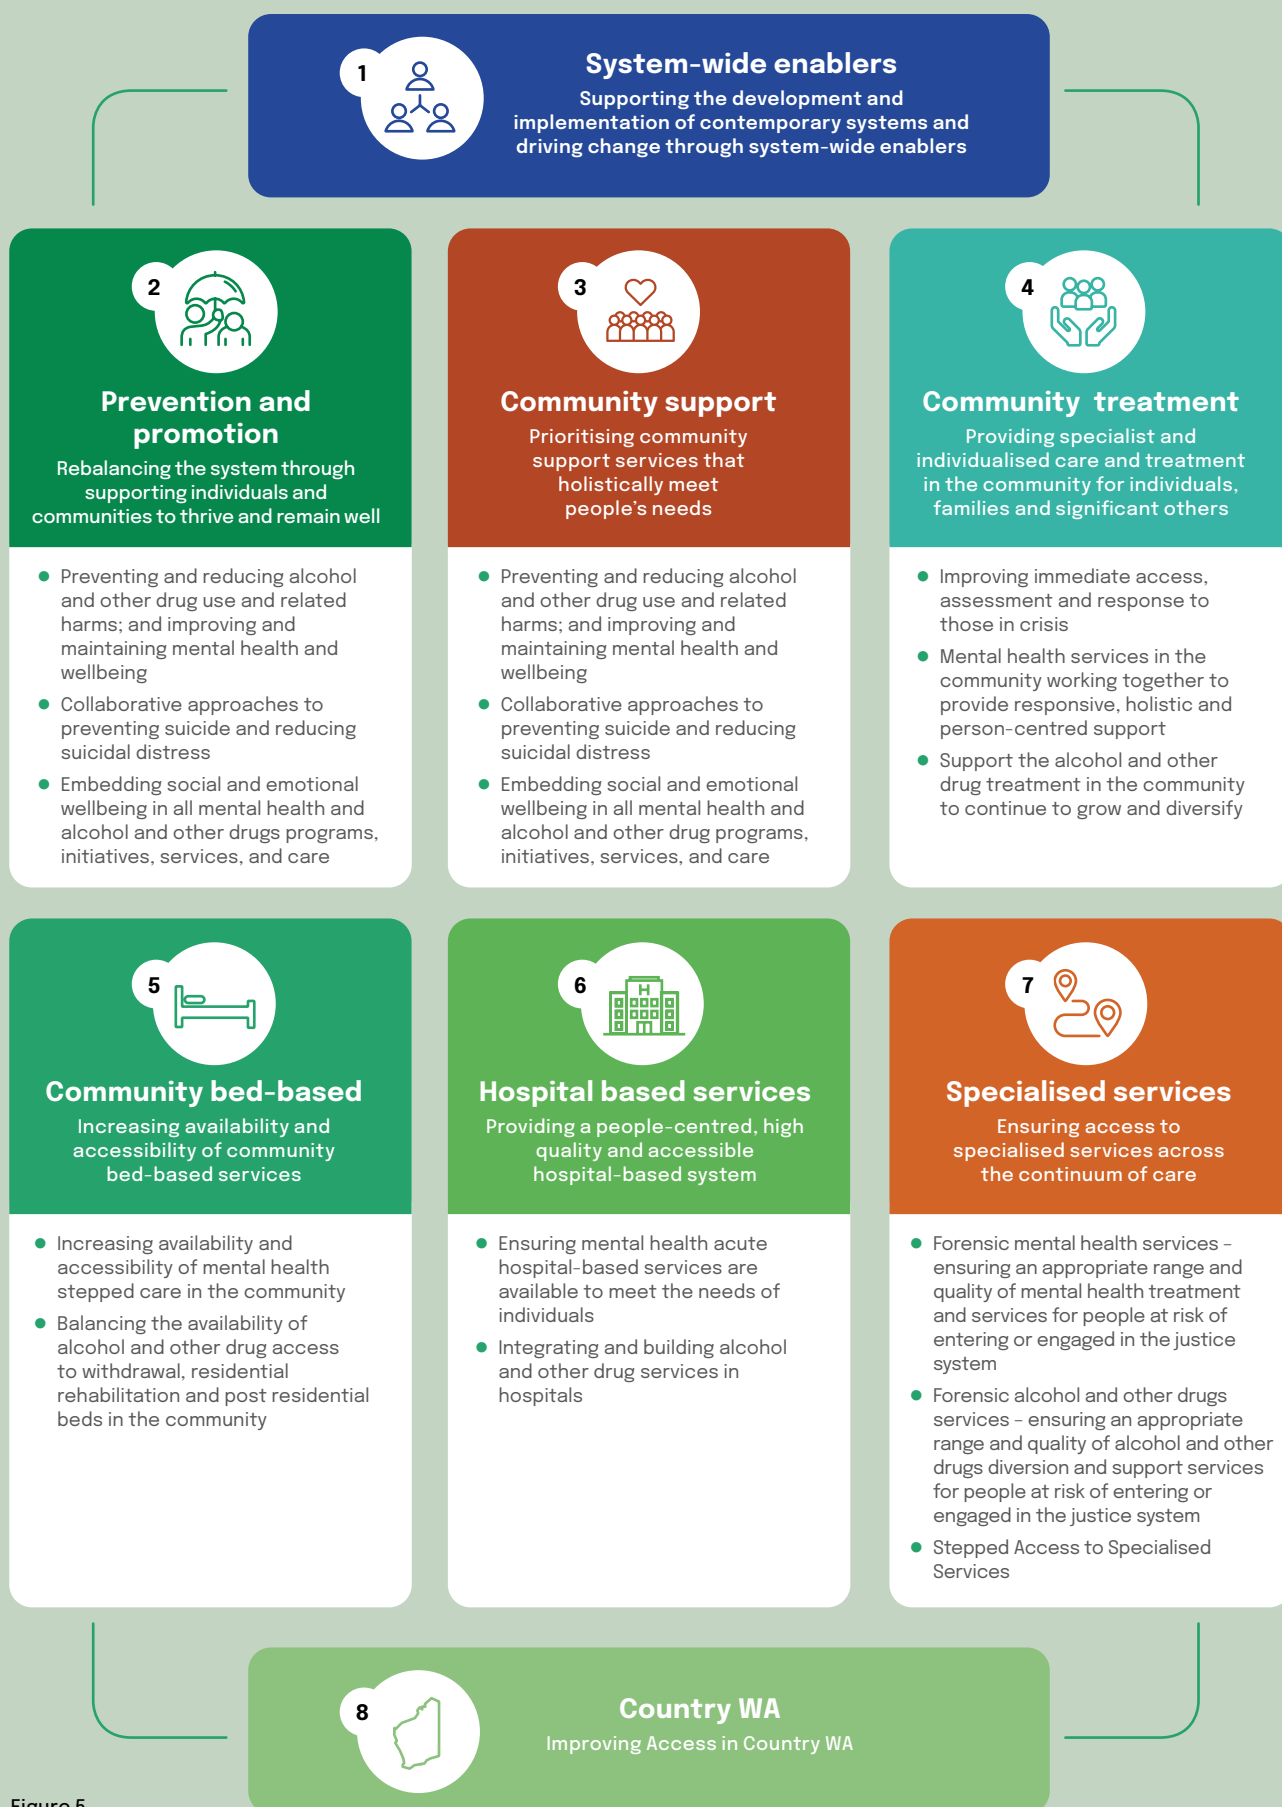 1
System-wide enablers
Supporting the development and
implementation of contemporary systems and
driving change through system-wide enablers
2
Prevention and
promotion
Rebalancing the system through
supporting individuals and
communities to thrive and remain well
Preventing and reducing alcohol
and other drug use and related
harms; and improving and
maintaining mental health and
wellbeing
Collaborative approaches to
preventing suicide and reducing
suicidal distress
Embedding social and emotional
wellbeing in all mental health and
alcohol and other drugs programs,
initiatives, services, and care
3
Community support
Prioritising community
support services that
holistically meet
people's needs
Preventing and reducing alcohol
and other drug use and related
harms; and improving and
maintaining mental health and
wellbeing
Collaborative approaches to
preventing suicide and reducing
suicidal distress
Embedding social and emotional
wellbeing in all mental health and
alcohol and other drug programs,
initiatives, services, and care
4
Community treatment
Providing specialist and
individualised care and treatment
in the community for individuals,
families and significant others
Improving immediate access,
assessment and response to
those in crisis
Mental health services in the
community working together to
provide responsive, holistic and
person-centred support
Support the alcohol and other
drug treatment in the community
to continue to grow and diversify
5
Community bed-based
Increasing availability and
accessibility of community
bed-based services
Increasing availability and
accessibility of mental health
stepped care in the community
Balancing the availability of
alcohol and other drug access
to withdrawal, residential
rehabilitation and post residential
beds in the community
6
H
Hospital based services
Providing a people-centred, high
quality and accessible
hospital-based system
Ensuring mental health acute
hospital-based services are
available to meet the needs of
individuals
Integrating and building alcohol
and other drug services in
hospitals
7
Specialised services
Ensuring access to
specialised services across
the continuum of care
Forensic mental health services –
ensuring an appropriate range and
quality of mental health treatment
and services for people at risk of
entering or engaged in the justice
system
Forensic alcohol and other drugs
services – ensuring an appropriate
range and quality of alcohol and other
drugs diversion and support services
for people at risk of entering or
engaged in the justice system
Stepped Access to Specialised
Services
8
Country WA
Improving Access in Country WA
Figure 5